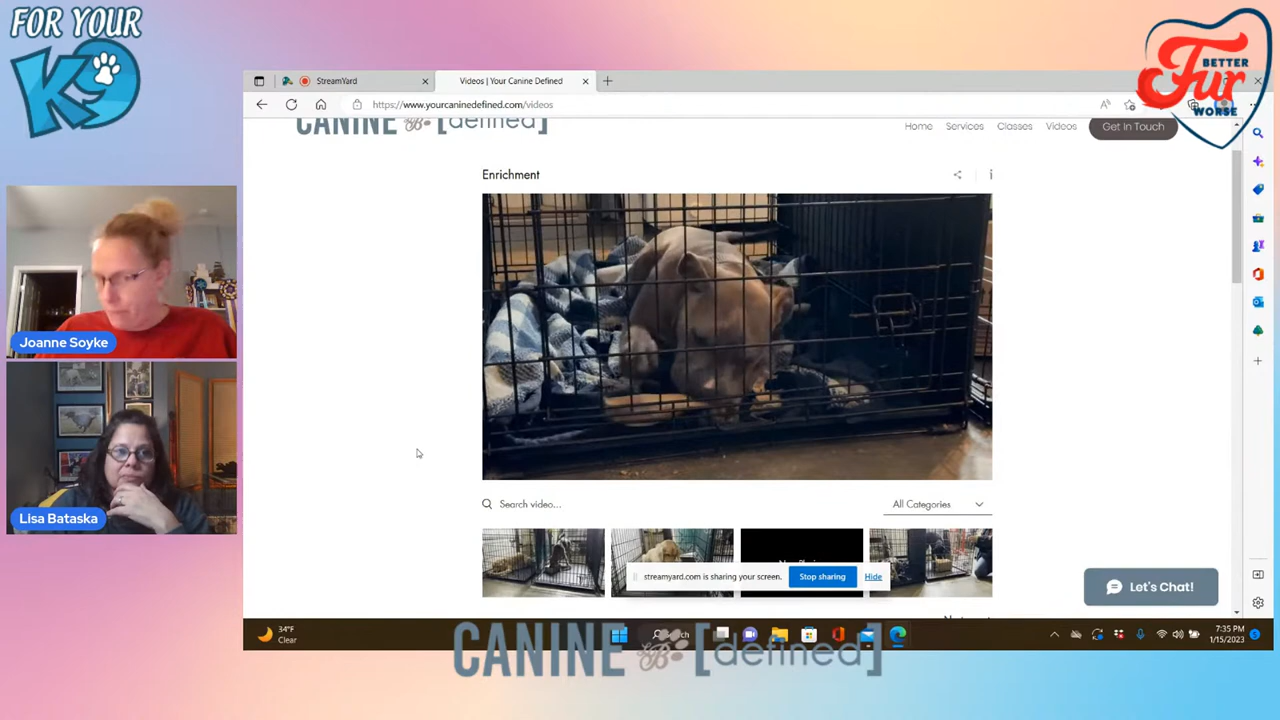 FOR YOUR
K9
BETTER
Fur
WORSE
StreamYard
Videos | Your Canine Defined
https://www.yourcaninedefined.com/videos
CANINE [defined]
Home
Services
Classes
Videos
Get In Touch
Enrichment
Joanne Soyke
Lisa Bataska
Search video...
All Categories
streamyard.com is sharing your screen.
Stop sharing
Hide
Let's Chat!
34°F
Clear
7:35 PM
1/15/2023
CANINE [defined]